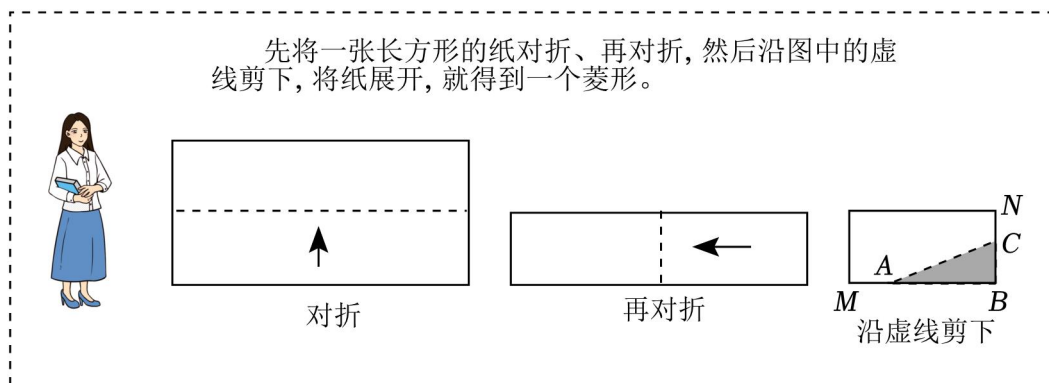 先将一张长方形的纸对折、再对折, 然后沿图中的虚
线剪下, 将纸展开, 就得到一个菱形。
N
C
A
M
B
对折
再对折
沿虚线剪下